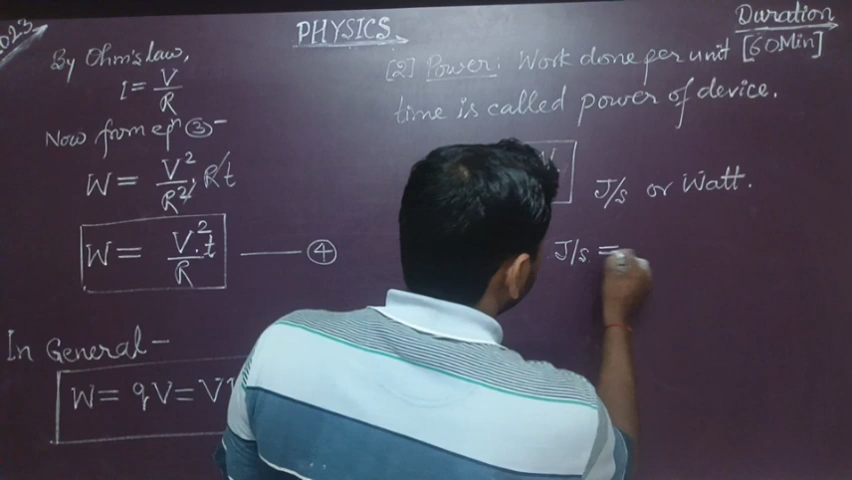 2023
PHYSICS
Duration
[60Min]
By Ohm's law,
I = V/R
Now from eqn ③ -
W = V²/R² . R t
W = V².t/R —— ④
In General -
W = qV = V
[2] Power: Work done per unit
time is called power of device.
J/s or Watt.
J/s =